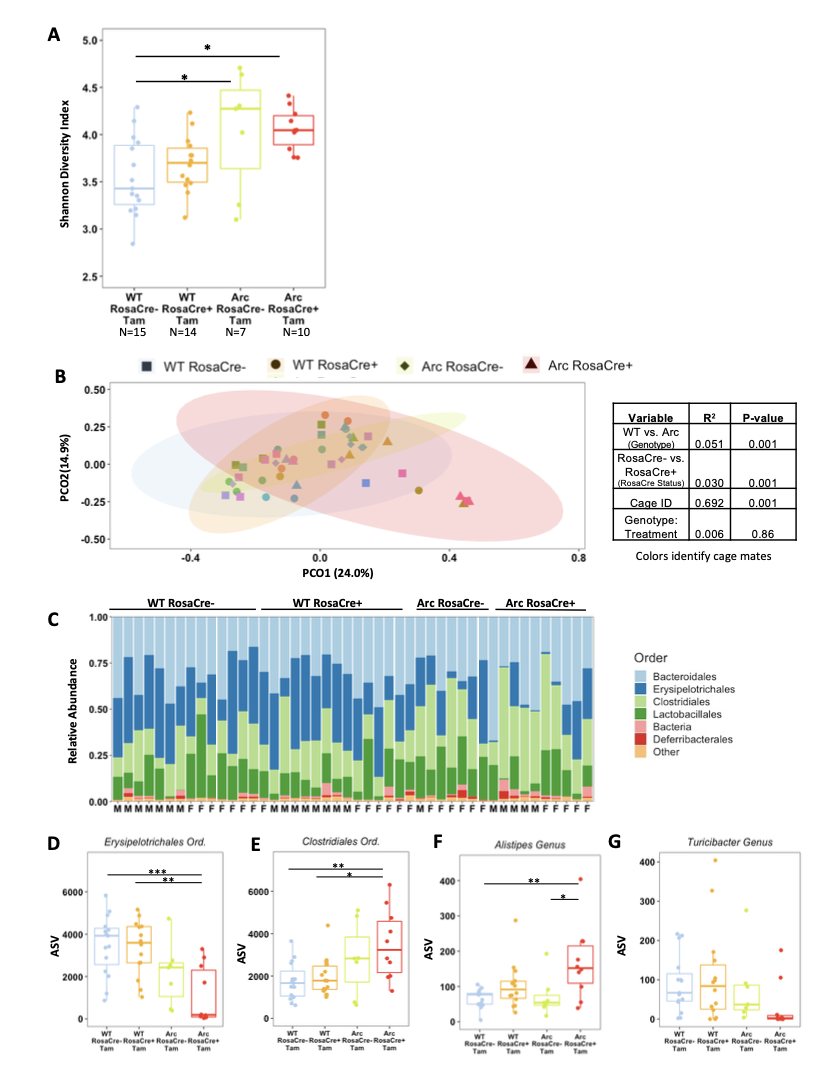 A
5.0
4.5
4.0
3.5
3.0
2.5
Shannon Diversity Index
*
*
WT RosaCre- Tam N=15
WT RosaCre+ Tam N=14
Arc RosaCre- Tam N=7
Arc RosaCre+ Tam N=10
B
WT RosaCre-
WT RosaCre+
Arc RosaCre-
Arc RosaCre+
0.50
0.25
0.00
-0.25
-0.50
PCO2(14.9%)
-0.4
0.0
0.4
0.8
PCO1 (24.0%)
Variable R² P-value
WT vs. Arc (Genotype) 0.051 0.001
RosaCre- vs. RosaCre+ (RosaCre Status) 0.030 0.001
Cage ID 0.692 0.001
Genotype: Treatment 0.006 0.86
Colors identify cage mates
C
WT RosaCre-
WT RosaCre+
Arc RosaCre-
Arc RosaCre+
1.00
0.75
0.50
0.25
0.00
Relative Abundance
Order
Bacteroidales
Erysipelotrichales
Clostridiales
Lactobacillales
Bacteria
Deferribacterales
Other
D
Erysipelotrichales Ord.
***
**
6000
4000
2000
0
ASV
WT RosaCre- Tam
WT RosaCre+ Tam
Arc RosaCre- Tam
Arc RosaCre+ Tam
E
Clostridiales Ord.
**
*
6000
4000
2000
0
ASV
WT RosaCre- Tam
WT RosaCre+ Tam
Arc RosaCre- Tam
Arc RosaCre+ Tam
F
Alistipes Genus
**
*
400
300
200
100
0
ASV
WT RosaCre- Tam
WT RosaCre+ Tam
Arc RosaCre- Tam
Arc RosaCre+ Tam
G
Turicibacter Genus
400
300
200
100
0
ASV
WT RosaCre- Tam
WT RosaCre+ Tam
Arc RosaCre- Tam
Arc RosaCre+ Tam